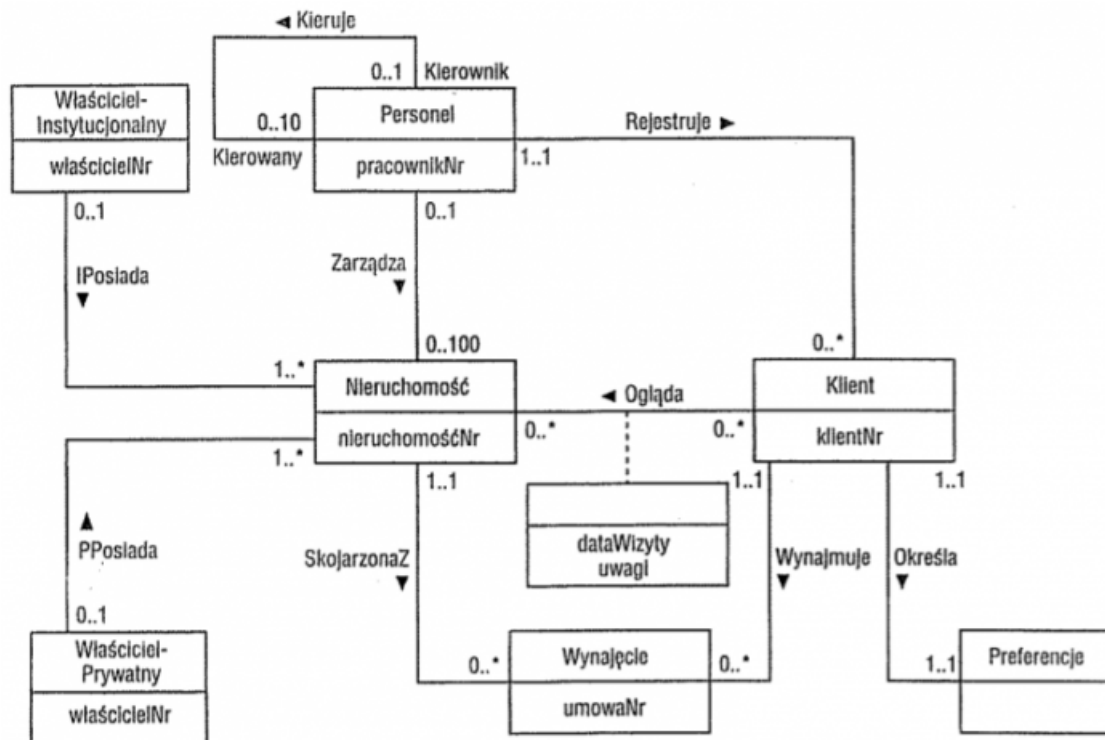 ◄ Kieruje
0..1
Kierownik
Właściciel-
Instytucjonalny
właścicielNr
0..10
Kierowany
Personel
pracownikNr
Rejestruje ►
1..1
0..1
0..1
IPosiada
▼
Zarządza
▼
0..100
0..*
1..*
Nieruchomość
nieruchomośćNr
◄ Ogląda
0..*
0..*
Klient
klientNr
1..*
1..1
1..1
1..1
dataWizyty
uwagi
▲
PPosiada
SkojarzonaZ
▼
Wynajmuje
▼
Określa
▼
0..1
Właściciel-
Prywatny
właścicielNr
0..*
Wynajęcie
umowaNr
0..*
1..1
Preferencje